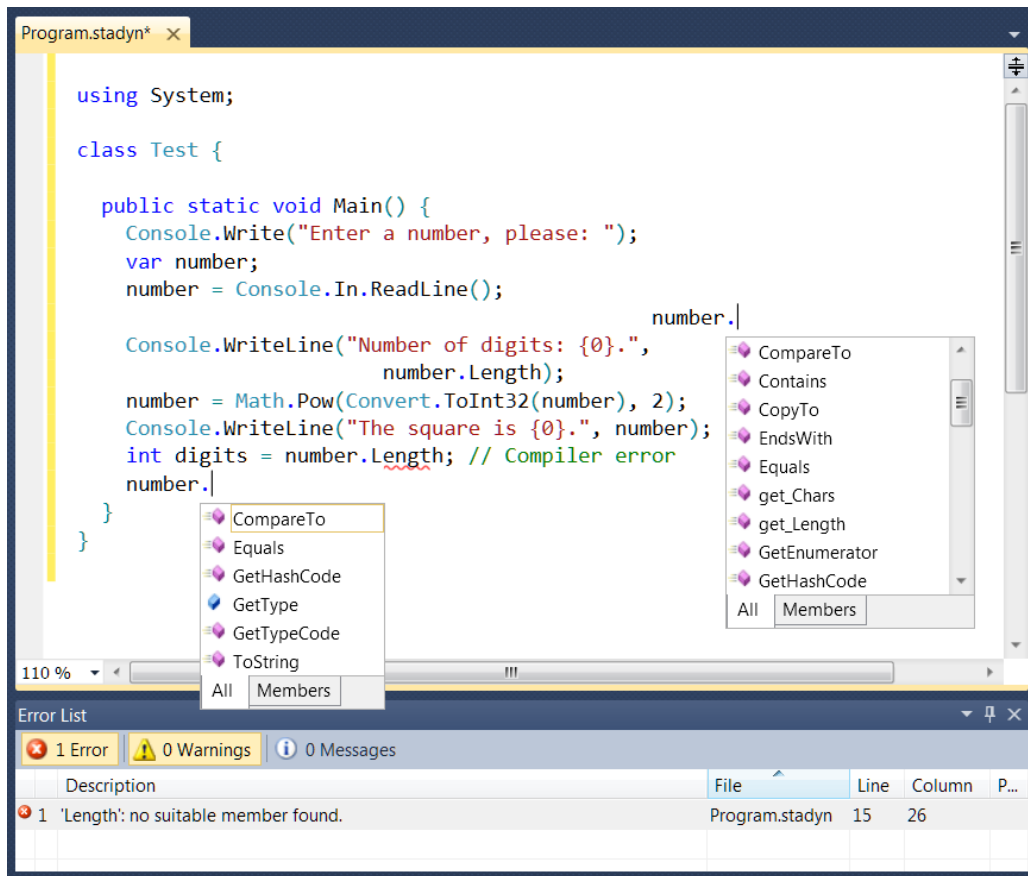 Program.stadyn*
using System;
class Test {
public static void Main() {
Console.Write("Enter a number, please: ");
var number;
number = Console.In.ReadLine();
number.
Console.WriteLine("Number of digits: {0}.",
number.Length);
number = Math.Pow(Convert.ToInt32(number), 2);
Console.WriteLine("The square is {0}.", number);
int digits = number.Length; // Compiler error
number.
}
}
CompareTo
Equals
GetHashCode
GetType
GetTypeCode
ToString
All Members
CompareTo
Contains
CopyTo
EndsWith
Equals
get_Chars
get_Length
GetEnumerator
GetHashCode
All Members
110 %
Error List
1 Error 0 Warnings 0 Messages
Description File Line Column P...
1 'Length': no suitable member found. Program.stadyn 15 26